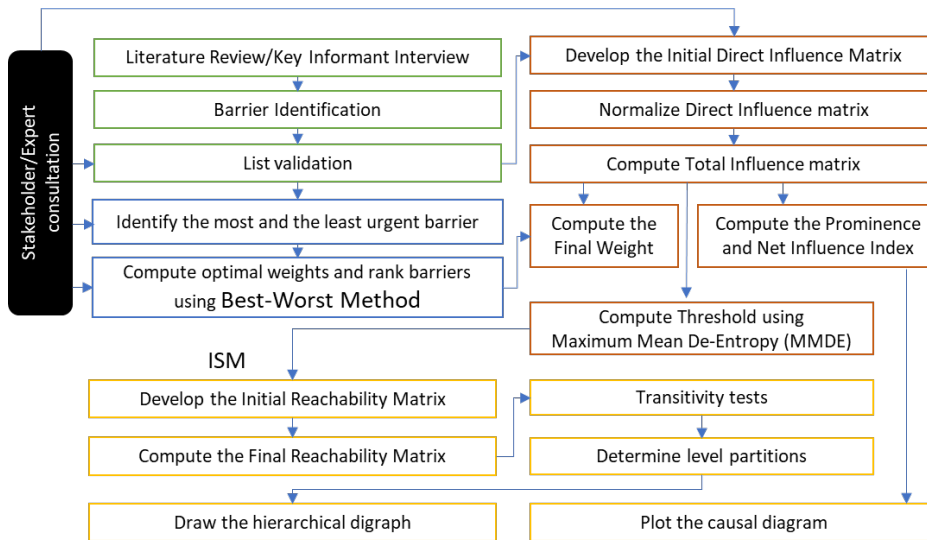 Stakeholder/Expert
consultation
Literature Review/Key Informant Interview
Barrier Identification
List validation
Identify the most and the least urgent barrier
Compute optimal weights and rank barriers
using Best-Worst Method
Develop the Initial Direct Influence Matrix
Normalize Direct Influence matrix
Compute Total Influence matrix
Compute the
Final Weight
Compute the Prominence
and Net Influence Index
Compute Threshold using
Maximum Mean De-Entropy (MMDE)
ISM
Develop the Initial Reachability Matrix
Compute the Final Reachability Matrix
Transitivity tests
Determine level partitions
Draw the hierarchical digraph
Plot the causal diagram